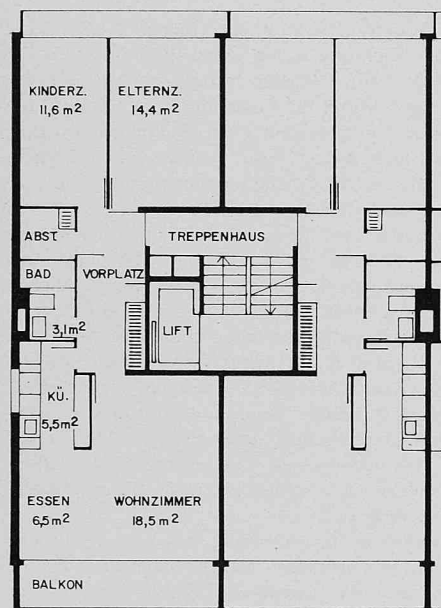 KINDERZ.
11,6 m²
ELTERNZ.
14,4 m²
ABST.
TREPPENHAUS
BAD
VORPLATZ
3,1m²
LIFT
KÜ.
5,5m²
ESSEN
6,5 m²
WOHNZIMMER
18,5 m²
BALKON